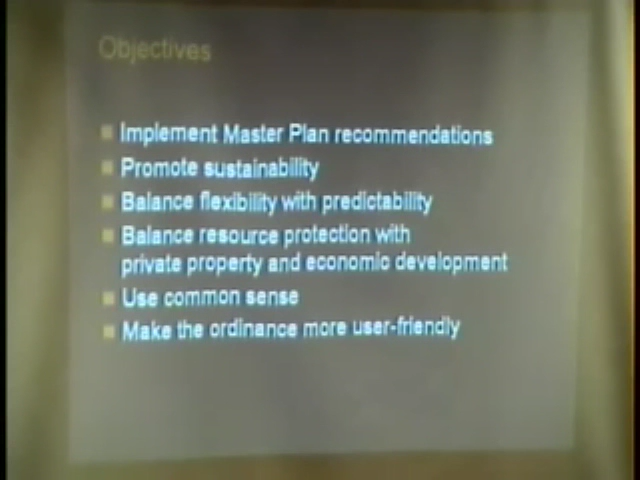 Objectives
Implement Master Plan recommendations
Promote sustainability
Balance flexibility with predictability
Balance resource protection with
private property and economic development
Use common sense
Make the ordinance more user-friendly